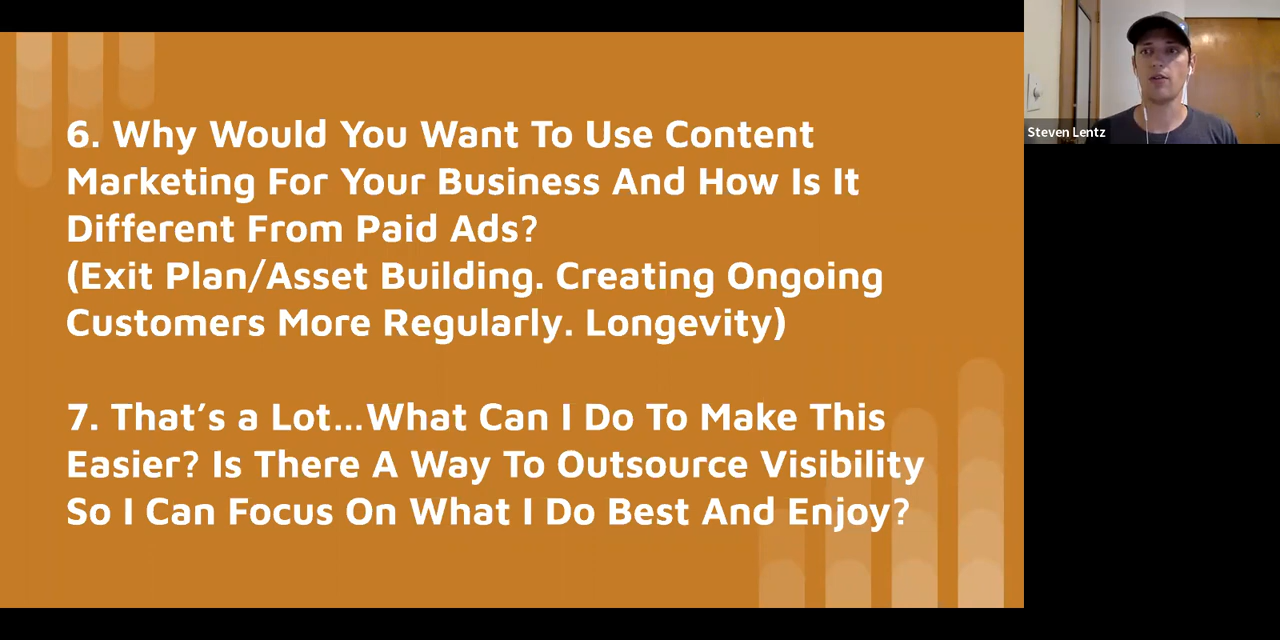 6. Why Would You Want To Use Content
Marketing For Your Business And How Is It
Different From Paid Ads?
(Exit Plan/Asset Building. Creating Ongoing
Customers More Regularly. Longevity)
7. That’s a Lot...What Can I Do To Make This
Easier? Is There A Way To Outsource Visibility
So I Can Focus On What I Do Best And Enjoy?
Steven Lentz